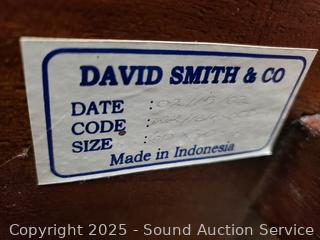 DAVID SMITH & CO
DATE :
CODE :
SIZE :
Made in Indonesia
Copyright © 2025 - Sound Auction Service